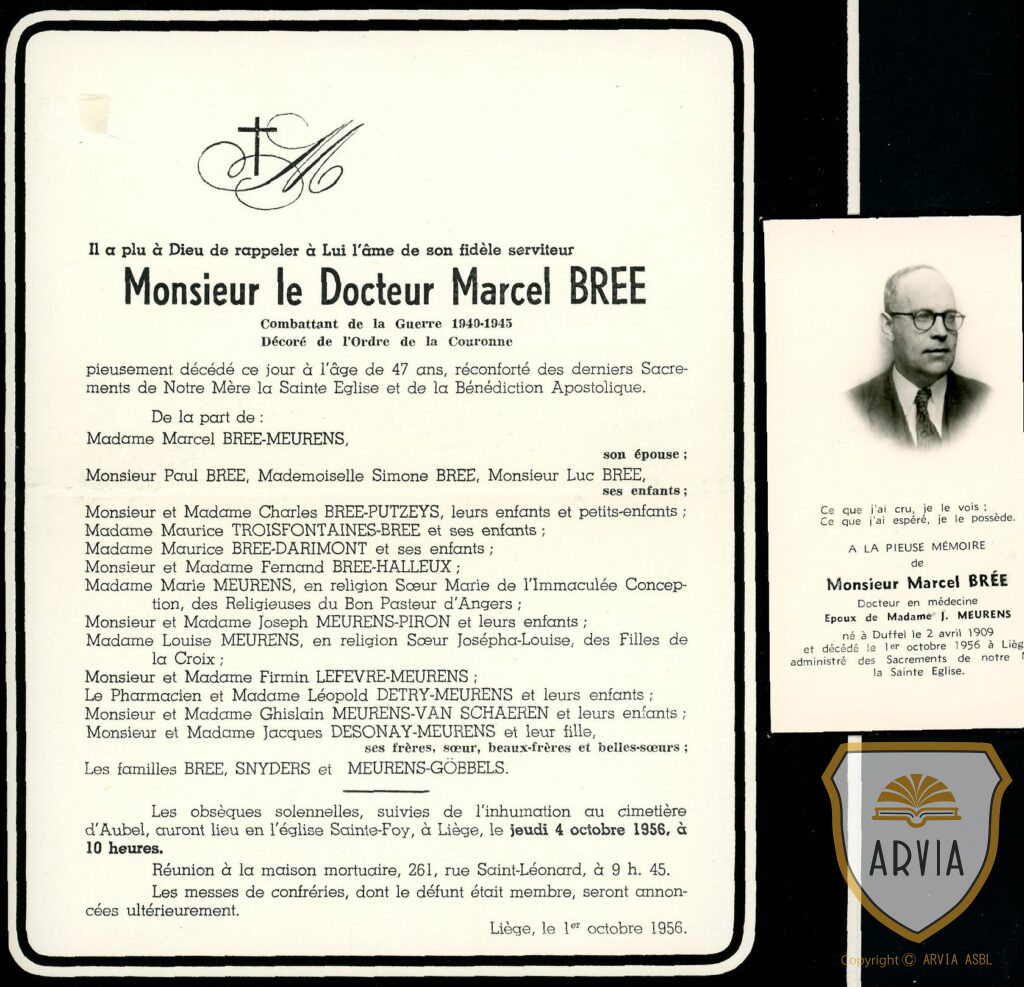 M
Il a plu à Dieu de rappeler à Lui l'âme de son fidèle serviteur
Monsieur le Docteur Marcel BREE
Combattant de la Guerre 1940-1945
Décoré de l'Ordre de la Couronne
pieusement décédé ce jour à l'âge de 47 ans, réconforté des derniers Sacre-
ments de Notre Mère la Sainte Eglise et de la Bénédiction Apostolique.
De la part de :
Madame Marcel BREE-MEURENS,
son épouse ;
Monsieur Paul BREE, Mademoiselle Simone BREE, Monsieur Luc BREE,
ses enfants ;
Monsieur et Madame Charles BREE-PUTZEYS, leurs enfants et petits-enfants ;
Madame Maurice TROISFONTAINES-BREE et ses enfants ;
Madame Maurice BREE-DARIMONT et ses enfants ;
Monsieur et Madame Fernand BREE-HALLEUX ;
Madame Marie MEURENS, en religion Sœur Marie de l'Immaculée Concep-
tion, des Religieuses du Bon Pasteur d'Angers ;
Monsieur et Madame Joseph MEURENS-PIRON et leurs enfants ;
Madame Louise MEURENS, en religion Sœur Josépha-Louise, des Filles de
la Croix ;
Monsieur et Madame Firmin LEFEVRE-MEURENS ;
Le Pharmacien et Madame Léopold DETRY-MEURENS et leurs enfants ;
Monsieur et Madame Ghislain MEURENS-VAN SCHAEREN et leurs enfants ;
Monsieur et Madame Jacques DESONAY-MEURENS et leur fille,
ses frères, sœur, beaux-frères et belles-sœurs ;
Les familles BREE, SNYDERS et MEURENS-GÖBBELS.
Les obsèques solennelles, suivies de l'inhumation au cimetière
d'Aubel, auront lieu en l'église Sainte-Foy, à Liège, le jeudi 4 octobre 1956, à
10 heures.
Réunion à la maison mortuaire, 261, rue Saint-Léonard, à 9 h. 45.
Les messes de confréries, dont le défunt était membre, seront annon-
cées ultérieurement.
Liège, le 1er octobre 1956.
Ce que j'ai cru, je le vois ;
Ce que j'ai espéré, je le possède.
A LA PIEUSE MÉMOIRE
de
Monsieur Marcel BRÉE
Docteur en médecine
Epoux de Madame J. MEURENS
né à Duffel le 2 avril 1909
et décédé le 1er octobre 1956 à Lièg
administré des Sacrements de notre
la Sainte Eglise.
ARVIA
Copyright © ARVIA ASBL